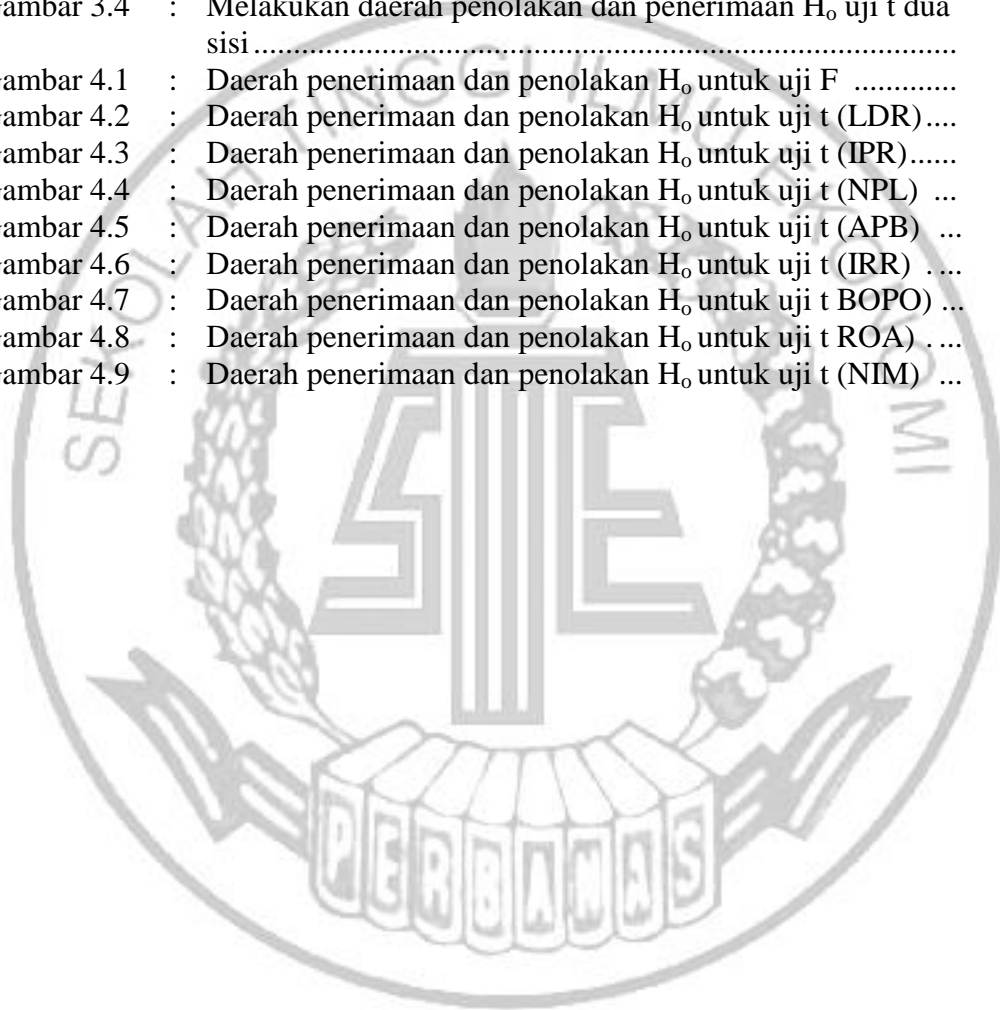 ambar 3.4 : Melakukan daerah penolakan dan penerimaan Ho uji t dua
sisi ...............................................................................
ambar 4.1 : Daerah penerimaan dan penolakan Ho untuk uji F .............
ambar 4.2 : Daerah penerimaan dan penolakan Ho untuk uji t (LDR)....
ambar 4.3 : Daerah penerimaan dan penolakan Ho untuk uji t (IPR)......
ambar 4.4 : Daerah penerimaan dan penolakan Ho untuk uji t (NPL) ...
ambar 4.5 : Daerah penerimaan dan penolakan Ho untuk uji t (APB) ...
ambar 4.6 : Daerah penerimaan dan penolakan Ho untuk uji t (IRR) . ...
ambar 4.7 : Daerah penerimaan dan penolakan Ho untuk uji t BOPO) ...
ambar 4.8 : Daerah penerimaan dan penolakan Ho untuk uji t ROA) . ...
ambar 4.9 : Daerah penerimaan dan penolakan Ho untuk uji t (NIM) ...
SEKOLAH TINGGI ILMU EKONOMI
STIE
PERBANAS